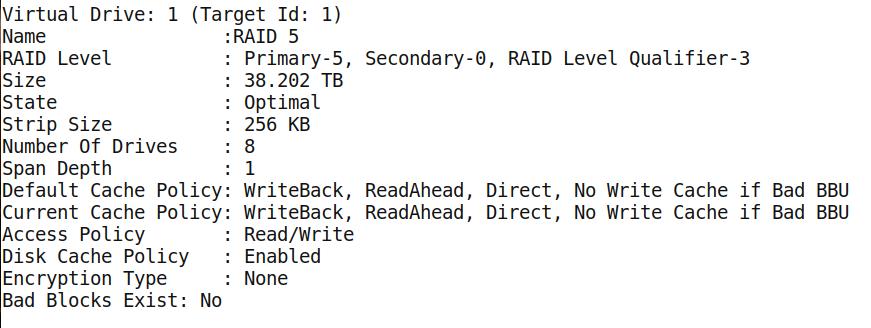 Virtual Drive: 1 (Target Id: 1)
Name                :RAID 5
RAID Level          : Primary-5, Secondary-0, RAID Level Qualifier-3
Size                : 38.202 TB
State               : Optimal
Strip Size          : 256 KB
Number Of Drives    : 8
Span Depth          : 1
Default Cache Policy: WriteBack, ReadAhead, Direct, No Write Cache if Bad BBU
Current Cache Policy: WriteBack, ReadAhead, Direct, No Write Cache if Bad BBU
Access Policy       : Read/Write
Disk Cache Policy   : Enabled
Encryption Type     : None
Bad Blocks Exist: No